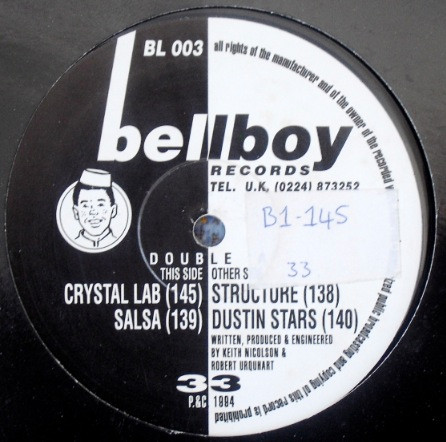 BL 003
all rights of the manufacturer and of the owner of the recorded
bellboy
RECORDS
TEL. U.K. (0224) 873252
B1-145
33
DOUBLE
THIS SIDE OTHER S
CRYSTAL LAB (145) STRUCTURE (138)
SALSA (139) DUSTIN STARS (140)
WRITTEN, PRODUCED & ENGINEERED
BY KEITH NICOLSON &
ROBERT URQUHART
33
P.&C 1994
public broadcasting and copying of this record is prohibited